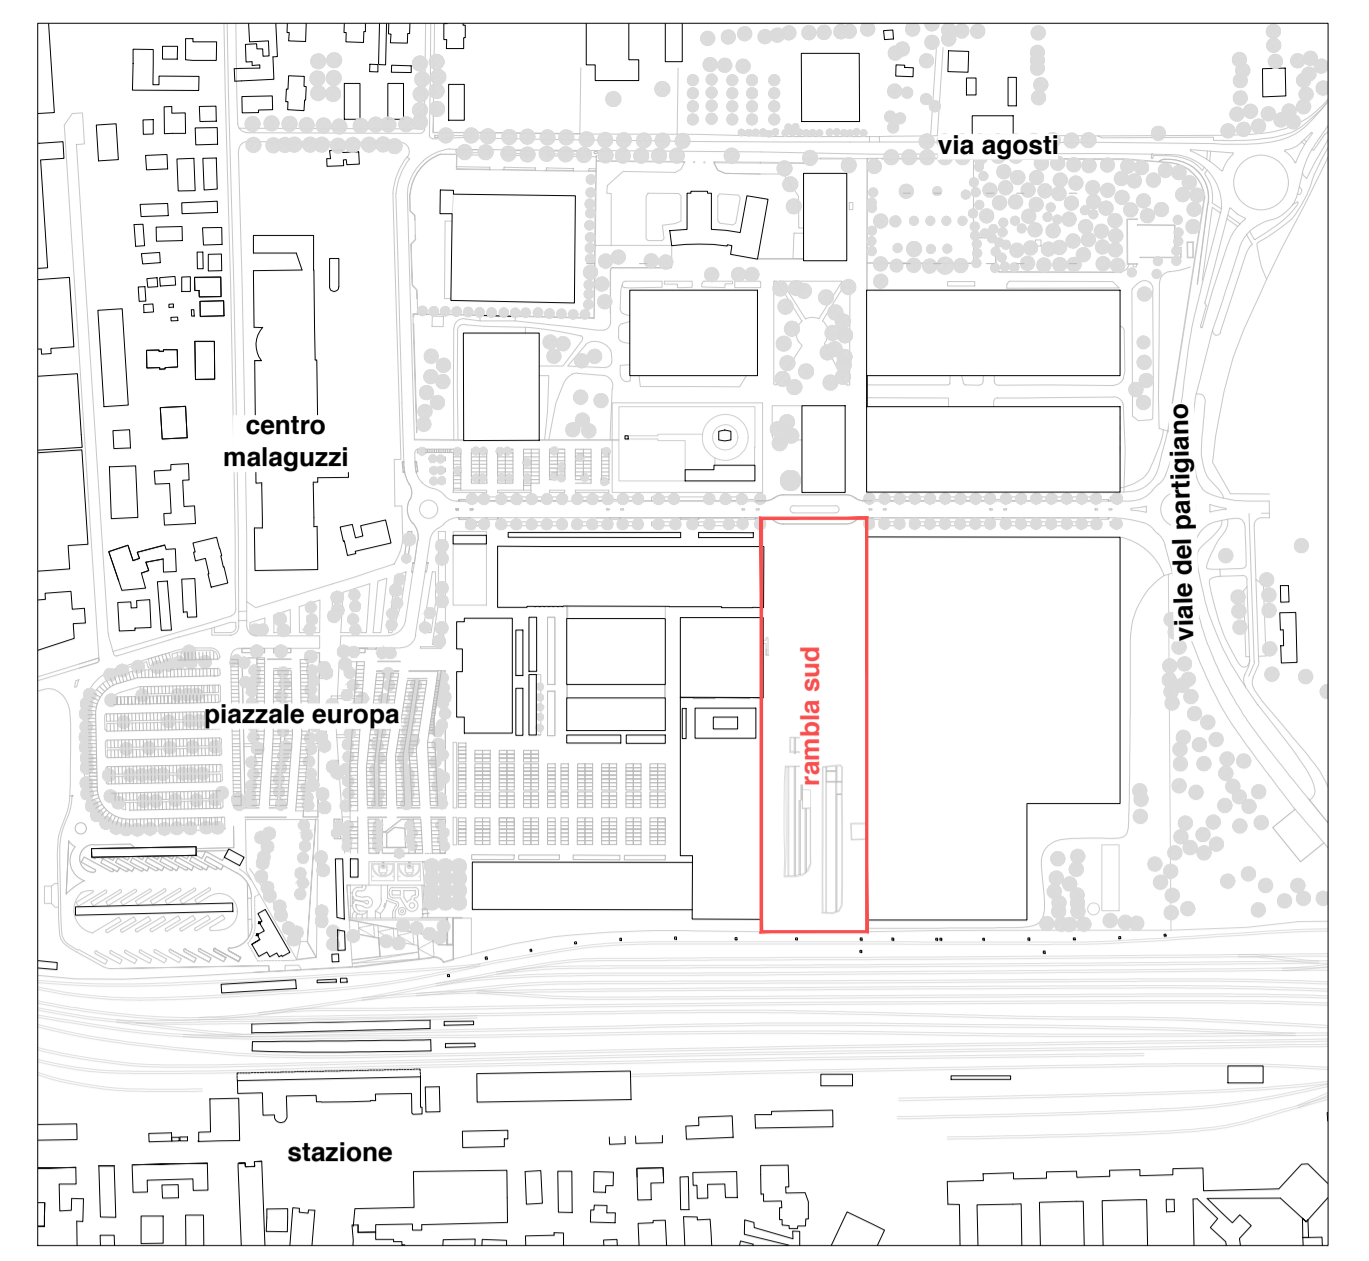 via agosti
centro
malaguzzi
viale del partigiano
rambla sud
piazzale europa
stazione